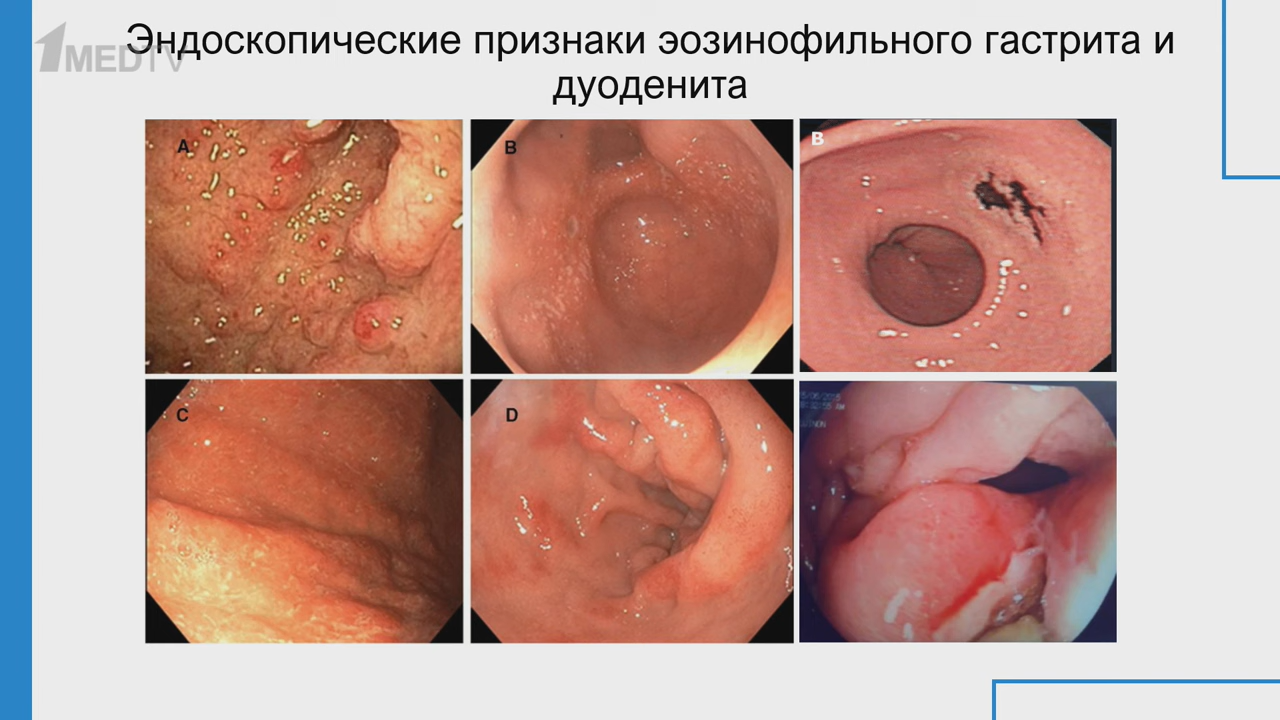 Эндоскопические признаки эозинофильного гастрита и
дуоденита
1MEDTV
A
B
B
C
D